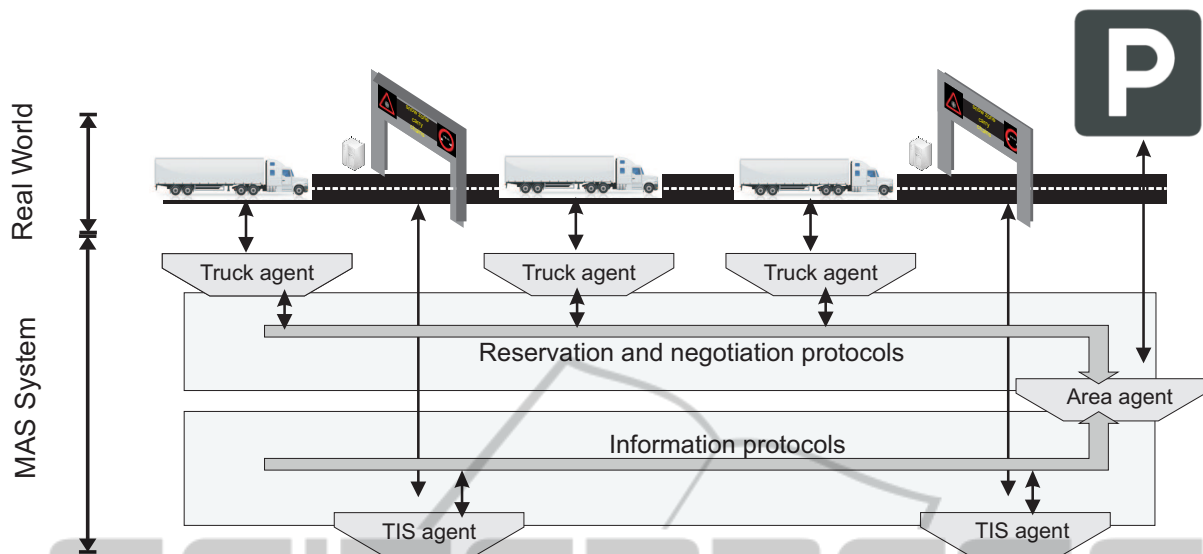 P
Real World
Truck agent
Truck agent
Truck agent
Reservation and negotiation protocols
MAS System
Area agent
Information protocols
TIS agent
TIS agent